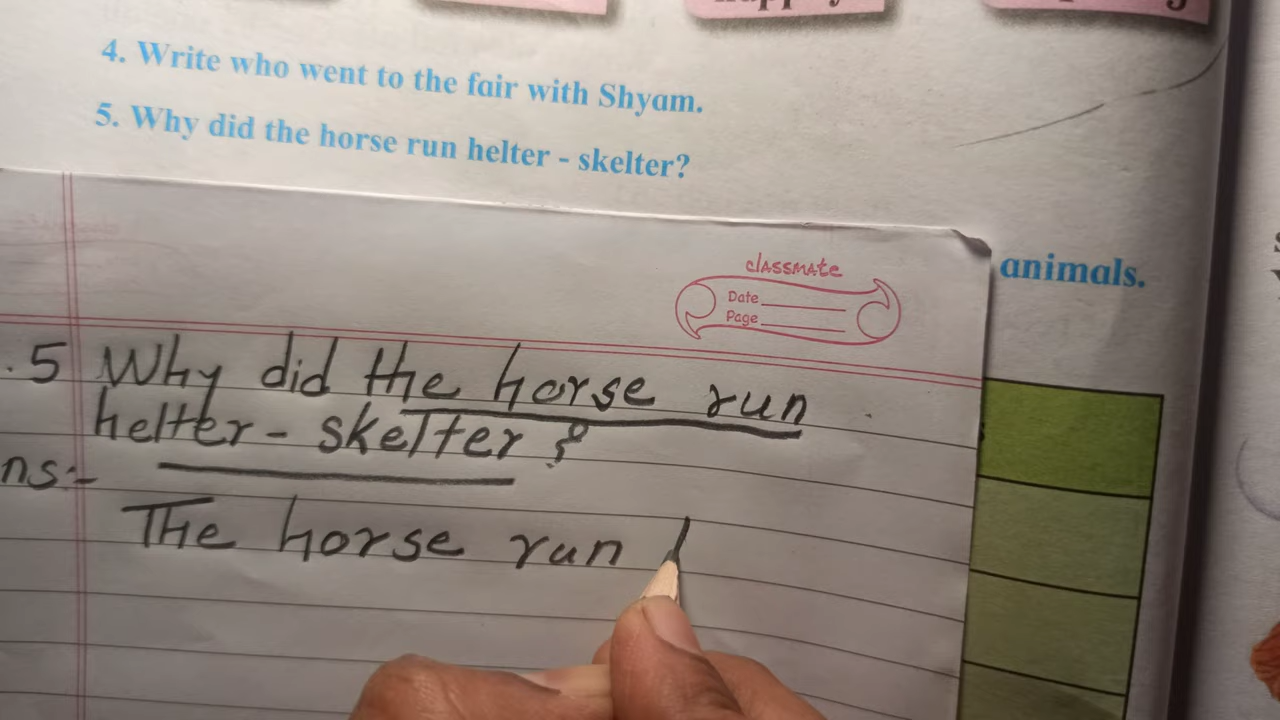 4. Write who went to the fair with Shyam.
5. Why did the horse run helter - skelter?
animals.
classmate
Date
Page
.5 Why did the horse run
helter - skelter?
ns:-
The horse run